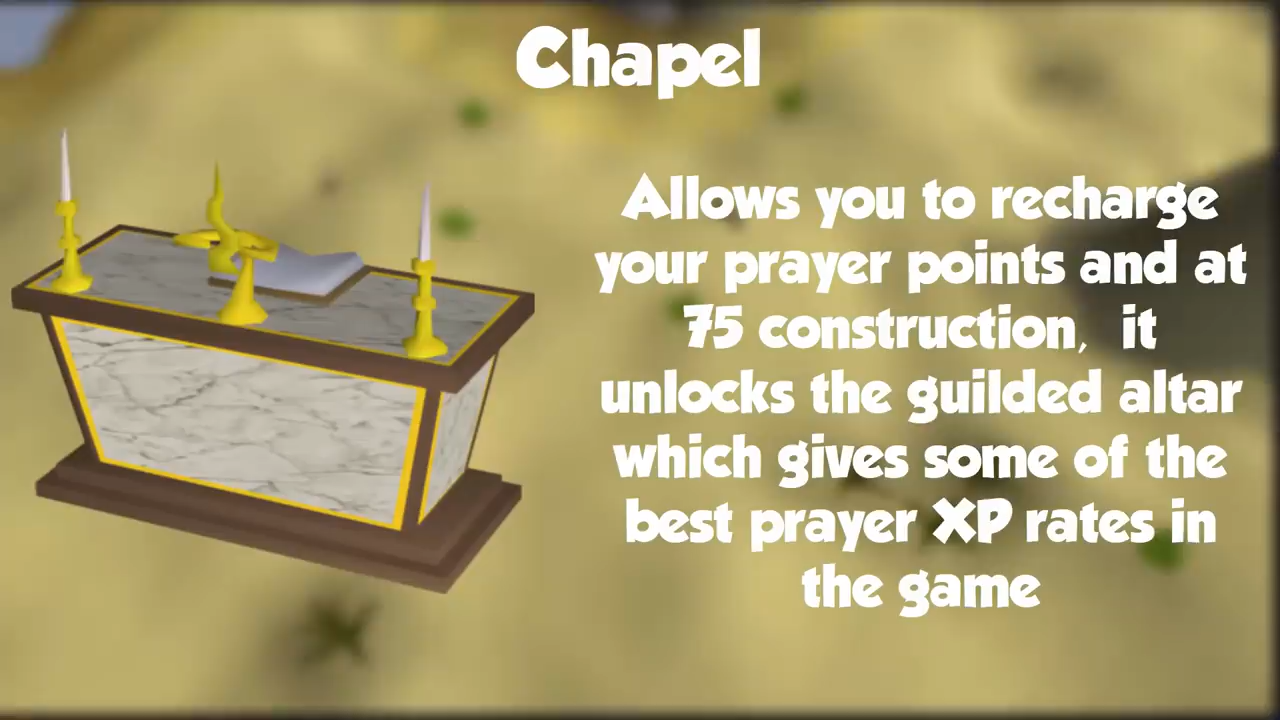 Chapel
Allows you to recharge
your prayer points and at
75 construction, it
unlocks the guilded altar
which gives some of the
best prayer XP rates in
the game